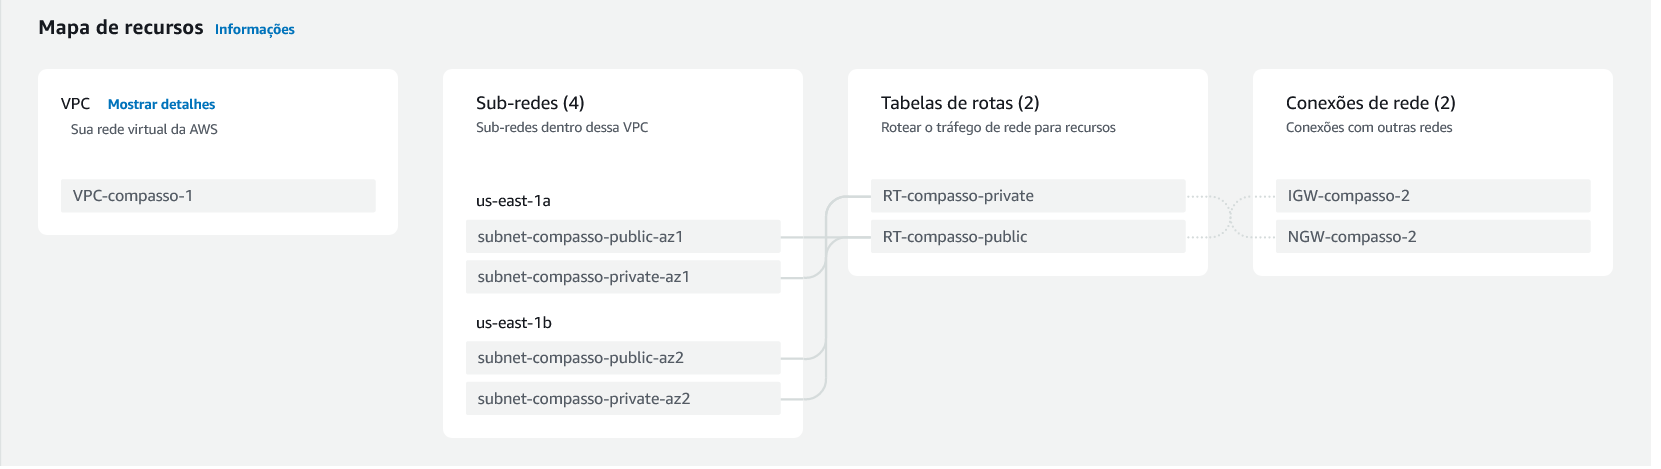 Mapa de recursos Informações
VPC Mostrar detalhes
Sua rede virtual da AWS
VPC-compasso-1
Sub-redes (4)
Sub-redes dentro dessa VPC
us-east-1a
subnet-compasso-public-az1
subnet-compasso-private-az1
us-east-1b
subnet-compasso-public-az2
subnet-compasso-private-az2
Tabelas de rotas (2)
Rotear o tráfego de rede para recursos
RT-compasso-private
RT-compasso-public
Conexões de rede (2)
Conexões com outras redes
IGW-compasso-2
NGW-compasso-2